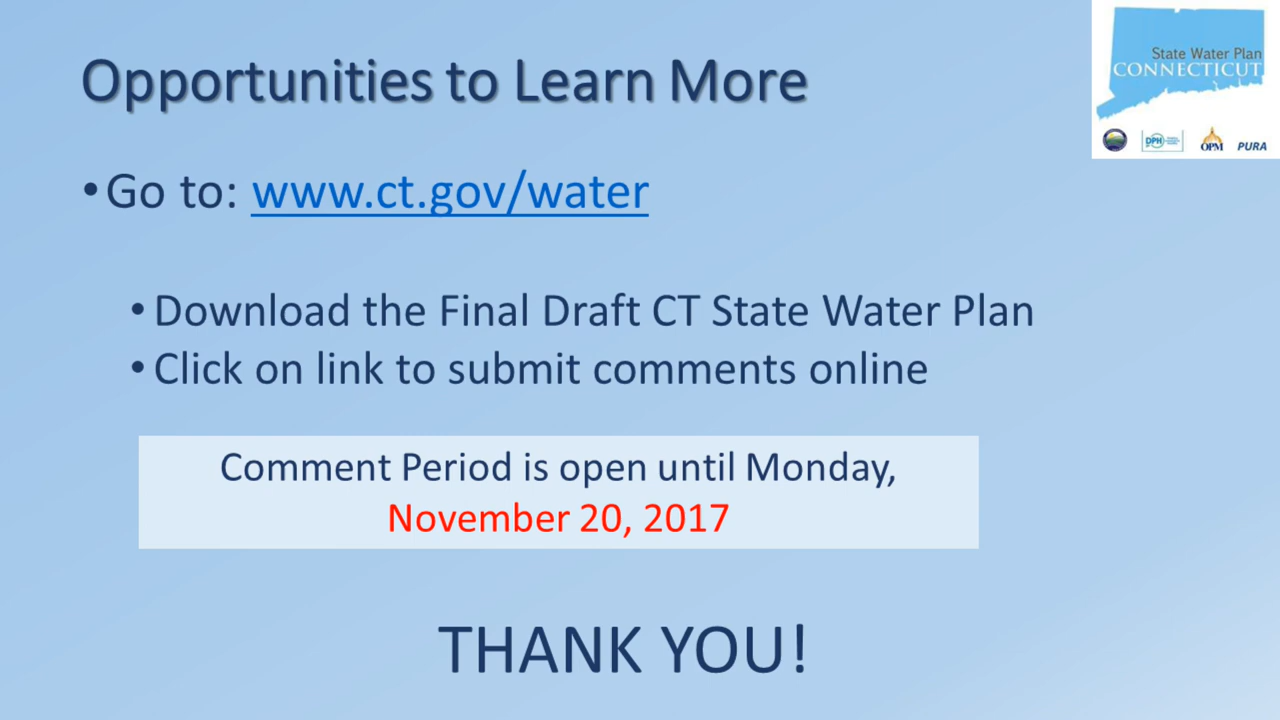 Opportunities to Learn More
State Water Plan
CONNECTICUT
DPH
OPM
PURA
•Go to: www.ct.gov/water
• Download the Final Draft CT State Water Plan
• Click on link to submit comments online
Comment Period is open until Monday,
November 20, 2017
THANK YOU!